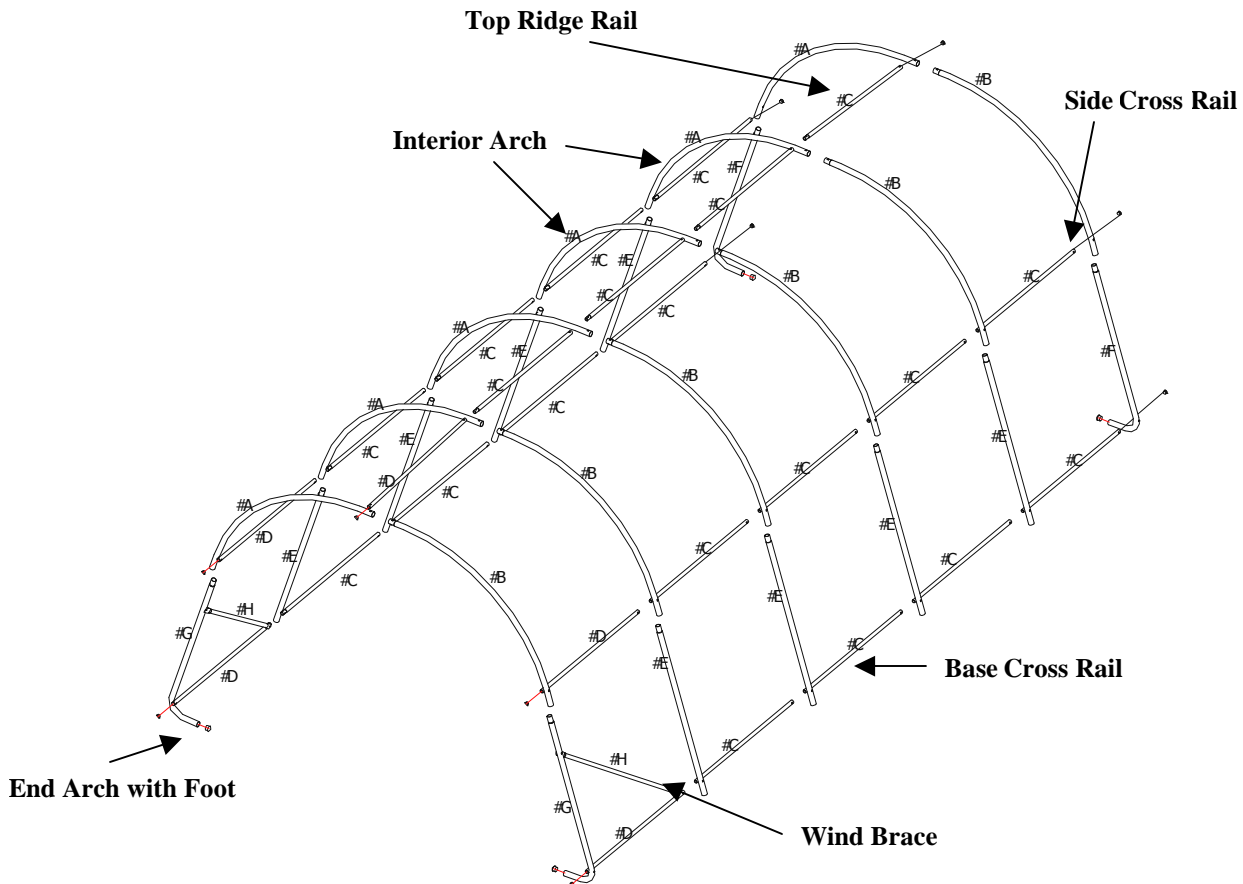 Top Ridge Rail
#A
#B
Side Cross Rail
#C
Interior Arch
#A
#F
#C
#B
#C
#A
#E
#C
#C
#B
#C
#C
#A
#E
#C
#C
#B
#C
#F
#A
#E
#C
#C
#E
#D
#C
#B
#C
#A
#D
#E
#C
#B
#C
#E
#C
#H
#G
#D
#D
#E
#E
#C
Base Cross Rail
#C
#H
End Arch with Foot
#G
#D
Wind Brace